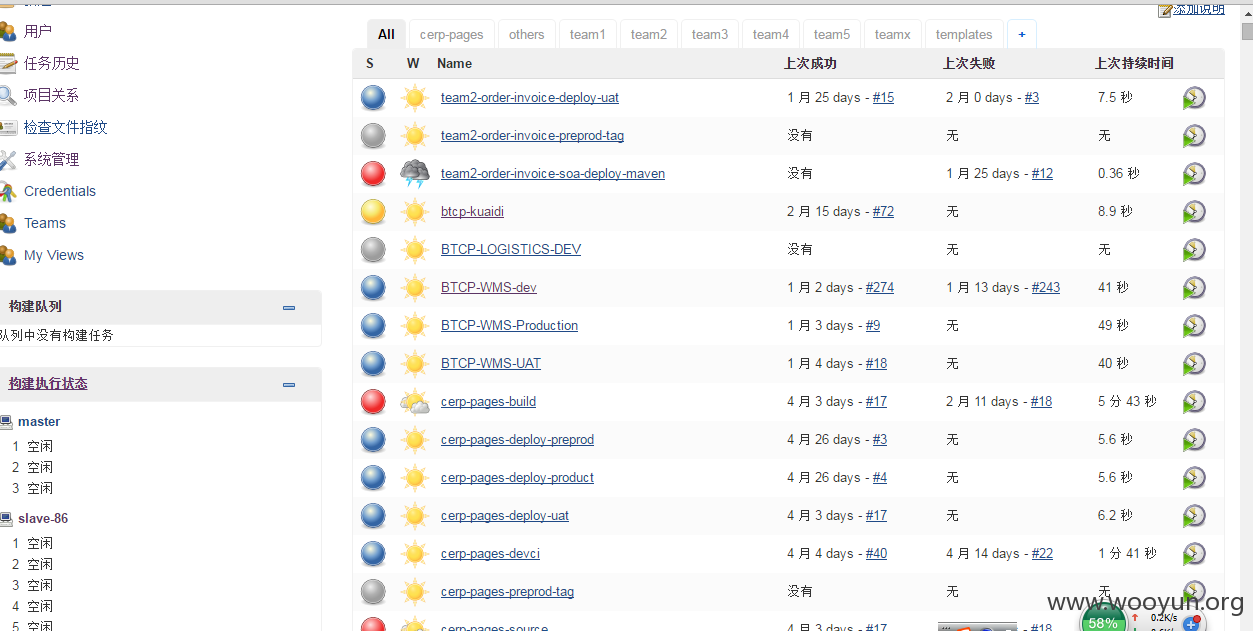 添加说明
用户
任务历史
项目关系
检查文件指纹
系统管理
Credentials
Teams
My Views
构建队列
队列中没有构建任务
构建执行状态
master
1 空闲
2 空闲
3 空闲
slave-86
1 空闲
2 空闲
3 空闲
4 空闲
5 空闲
All cerp-pages others team1 team2 team3 team4 team5 teamx templates +
S W Name 上次成功 上次失败 上次持续时间
team2-order-invoice-deploy-uat 1 月 25 days - #15 2 月 0 days - #3 7.5 秒
team2-order-invoice-preprod-tag 没有 无 无
team2-order-invoice-soa-deploy-maven 没有 1 月 25 days - #12 0.36 秒
btcp-kuaidi 2 月 15 days - #72 无 8.9 秒
BTCP-LOGISTICS-DEV 没有 无 无
BTCP-WMS-dev 1 月 2 days - #274 1 月 13 days - #243 41 秒
BTCP-WMS-Production 1 月 3 days - #9 无 49 秒
BTCP-WMS-UAT 1 月 4 days - #18 无 40 秒
cerp-pages-build 4 月 3 days - #17 2 月 11 days - #18 5 分 43 秒
cerp-pages-deploy-preprod 4 月 26 days - #3 无 5.6 秒
cerp-pages-deploy-product 4 月 26 days - #4 无 5.6 秒
cerp-pages-deploy-uat 4 月 3 days - #17 无 6.2 秒
cerp-pages-devci 4 月 4 days - #40 4 月 14 days - #22 1 分 41 秒
cerp-pages-preprod-tag 没有 无 无
cerp-pages-source 4 月 3 days - #17 #18
www.wooyun.org
58% 0.2K/s